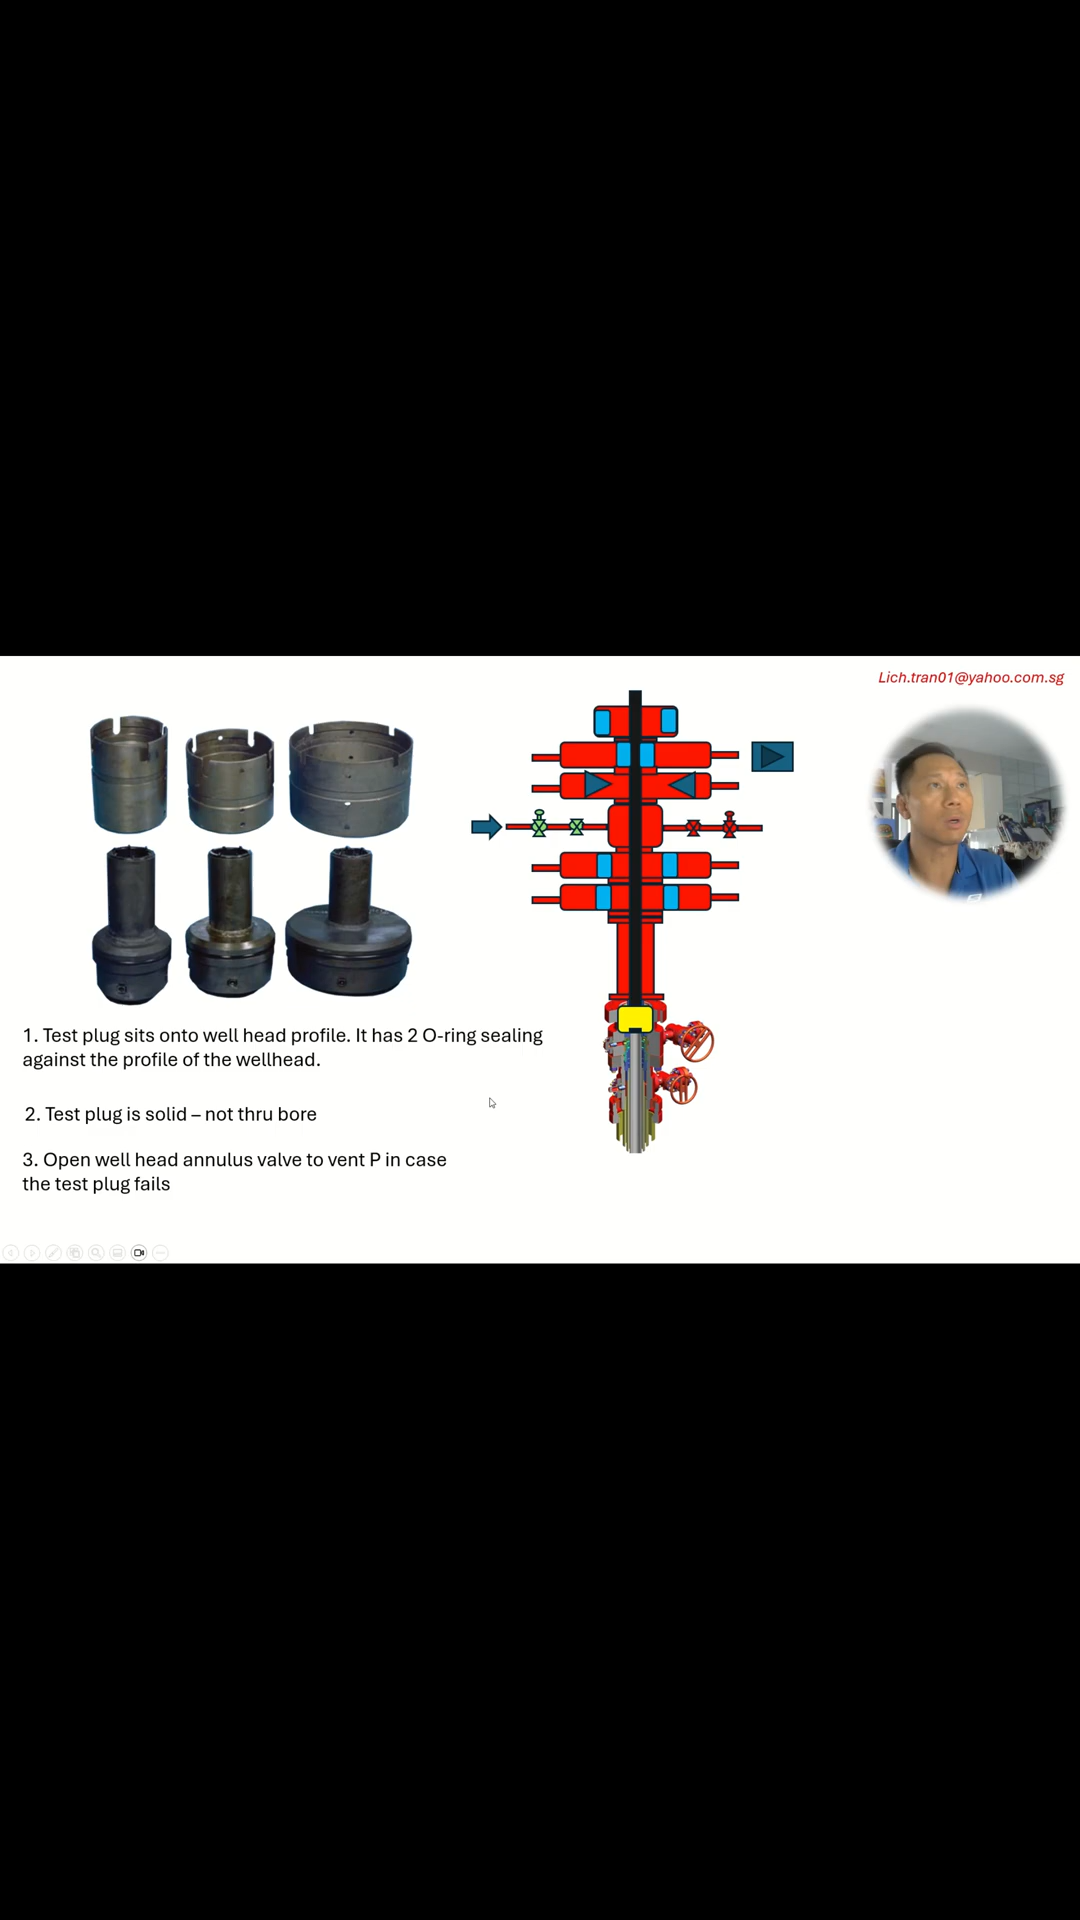 Lich.tran01@yahoo.com.sg
1. Test plug sits onto well head profile. It has 2 O-ring sealing
against the profile of the wellhead.
2. Test plug is solid – not thru bore
3. Open well head annulus valve to vent P in case
the test plug fails